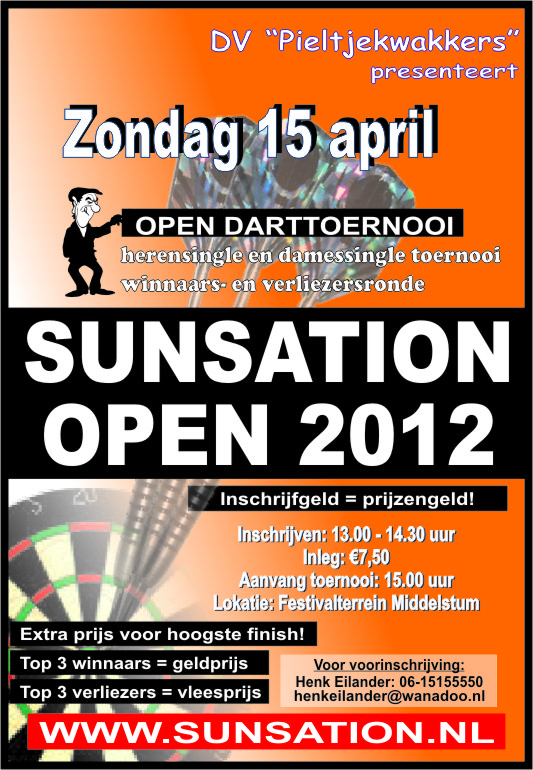 DV “Pieltjekwakkers”
presenteert
Zondag 15 april
OPEN DARTTOERNOOI
herensingle en damessingle toernooi
winnaars- en verliezersronde
SUNSATION
OPEN 2012
Inschrijfgeld = prijzengeld!
Inschrijven: 13.00 - 14.30 uur
Inleg: €7,50
Aanvang toernooi: 15.00 uur
Lokatie: Festivalterrein Middelstum
Extra prijs voor hoogste finish!
Top 3 winnaars = geldprijs
Top 3 verliezers = vleesprijs
Voor voorinschrijving:
Henk Eilander: 06-15155550
henkeilander@wanadoo.nl
WWW.SUNSATION.NL